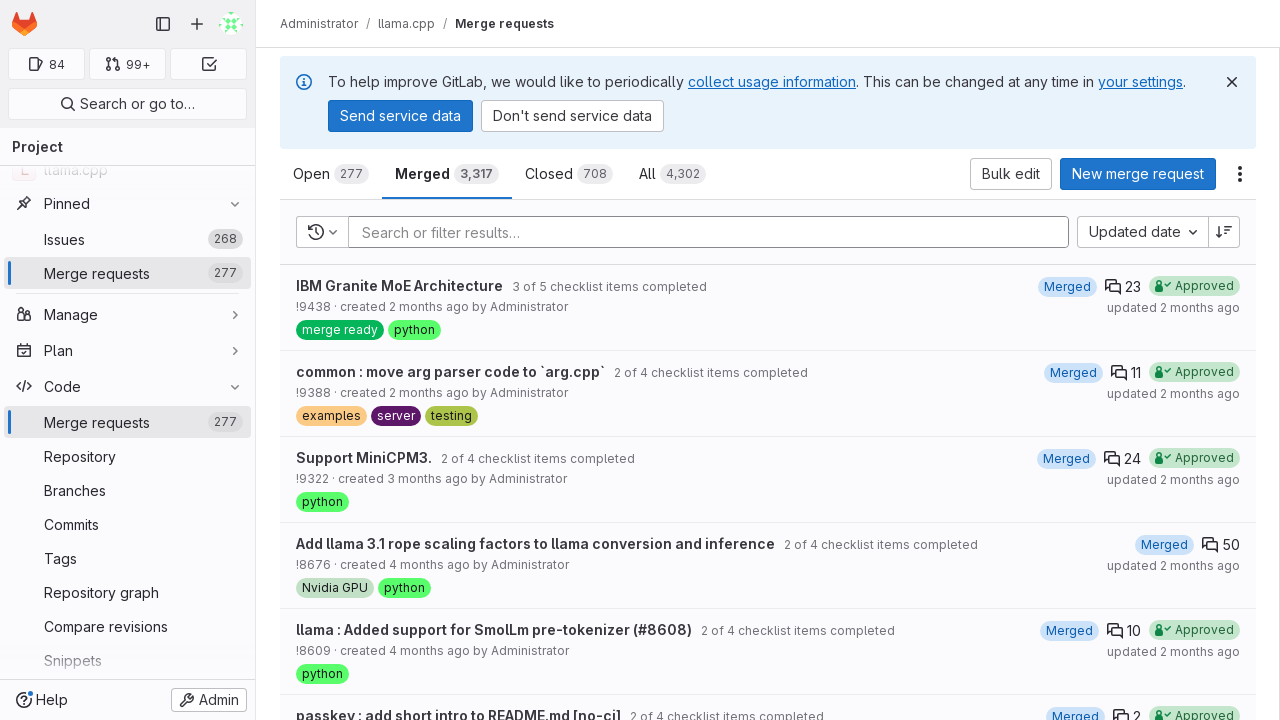 Administrator / llama.cpp / Merge requests
84
99+
Search or go to…
Project
llama.cpp
Pinned
Issues 268
Merge requests 277
Manage
Plan
Code
Merge requests 277
Repository
Branches
Commits
Tags
Repository graph
Compare revisions
Snippets
Help
Admin
To help improve GitLab, we would like to periodically collect usage information. This can be changed at any time in your settings.
Send service data
Don't send service data
Open 277 Merged 3,317 Closed 708 All 4,302
Bulk edit
New merge request
Search or filter results…
Updated date
IBM Granite MoE Architecture 3 of 5 checklist items completed
Merged 23 Approved
!9438 · created 2 months ago by Administrator
updated 2 months ago
merge ready python
common : move arg parser code to `arg.cpp` 2 of 4 checklist items completed
Merged 11 Approved
!9388 · created 2 months ago by Administrator
updated 2 months ago
examples server testing
Support MiniCPM3. 2 of 4 checklist items completed
Merged 24 Approved
!9322 · created 3 months ago by Administrator
updated 2 months ago
python
Add llama 3.1 rope scaling factors to llama conversion and inference 2 of 4 checklist items completed
Merged 50
!8676 · created 4 months ago by Administrator
updated 2 months ago
Nvidia GPU python
llama : Added support for SmolLm pre-tokenizer (#8608) 2 of 4 checklist items completed
Merged 10 Approved
!8609 · created 4 months ago by Administrator
updated 2 months ago
python
passkey : add short intro to README.md [no-ci] 2 of 4 checklist items completed
Merged 2 Approved